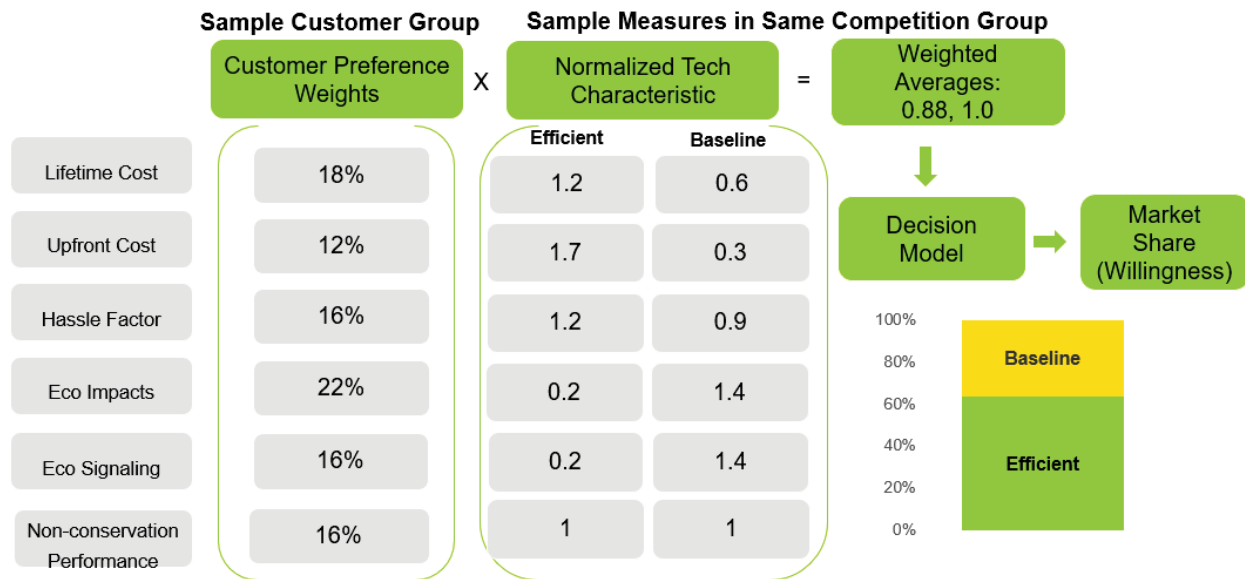 Sample Customer Group
Sample Measures in Same Competition Group
Customer Preference
Weights
X
Normalized Tech
Characteristic
=
Weighted
Averages:
0.88, 1.0
Efficient
Baseline
Lifetime Cost
18%
1.2
0.6
Upfront Cost
12%
1.7
0.3
Hassle Factor
16%
1.2
0.9
Eco Impacts
22%
0.2
1.4
Eco Signaling
16%
0.2
1.4
Non-conservation
Performance
16%
1
1
Decision
Model
Market
Share
(Willingness)
100%
80%
60%
40%
20%
0%
Baseline
Efficient